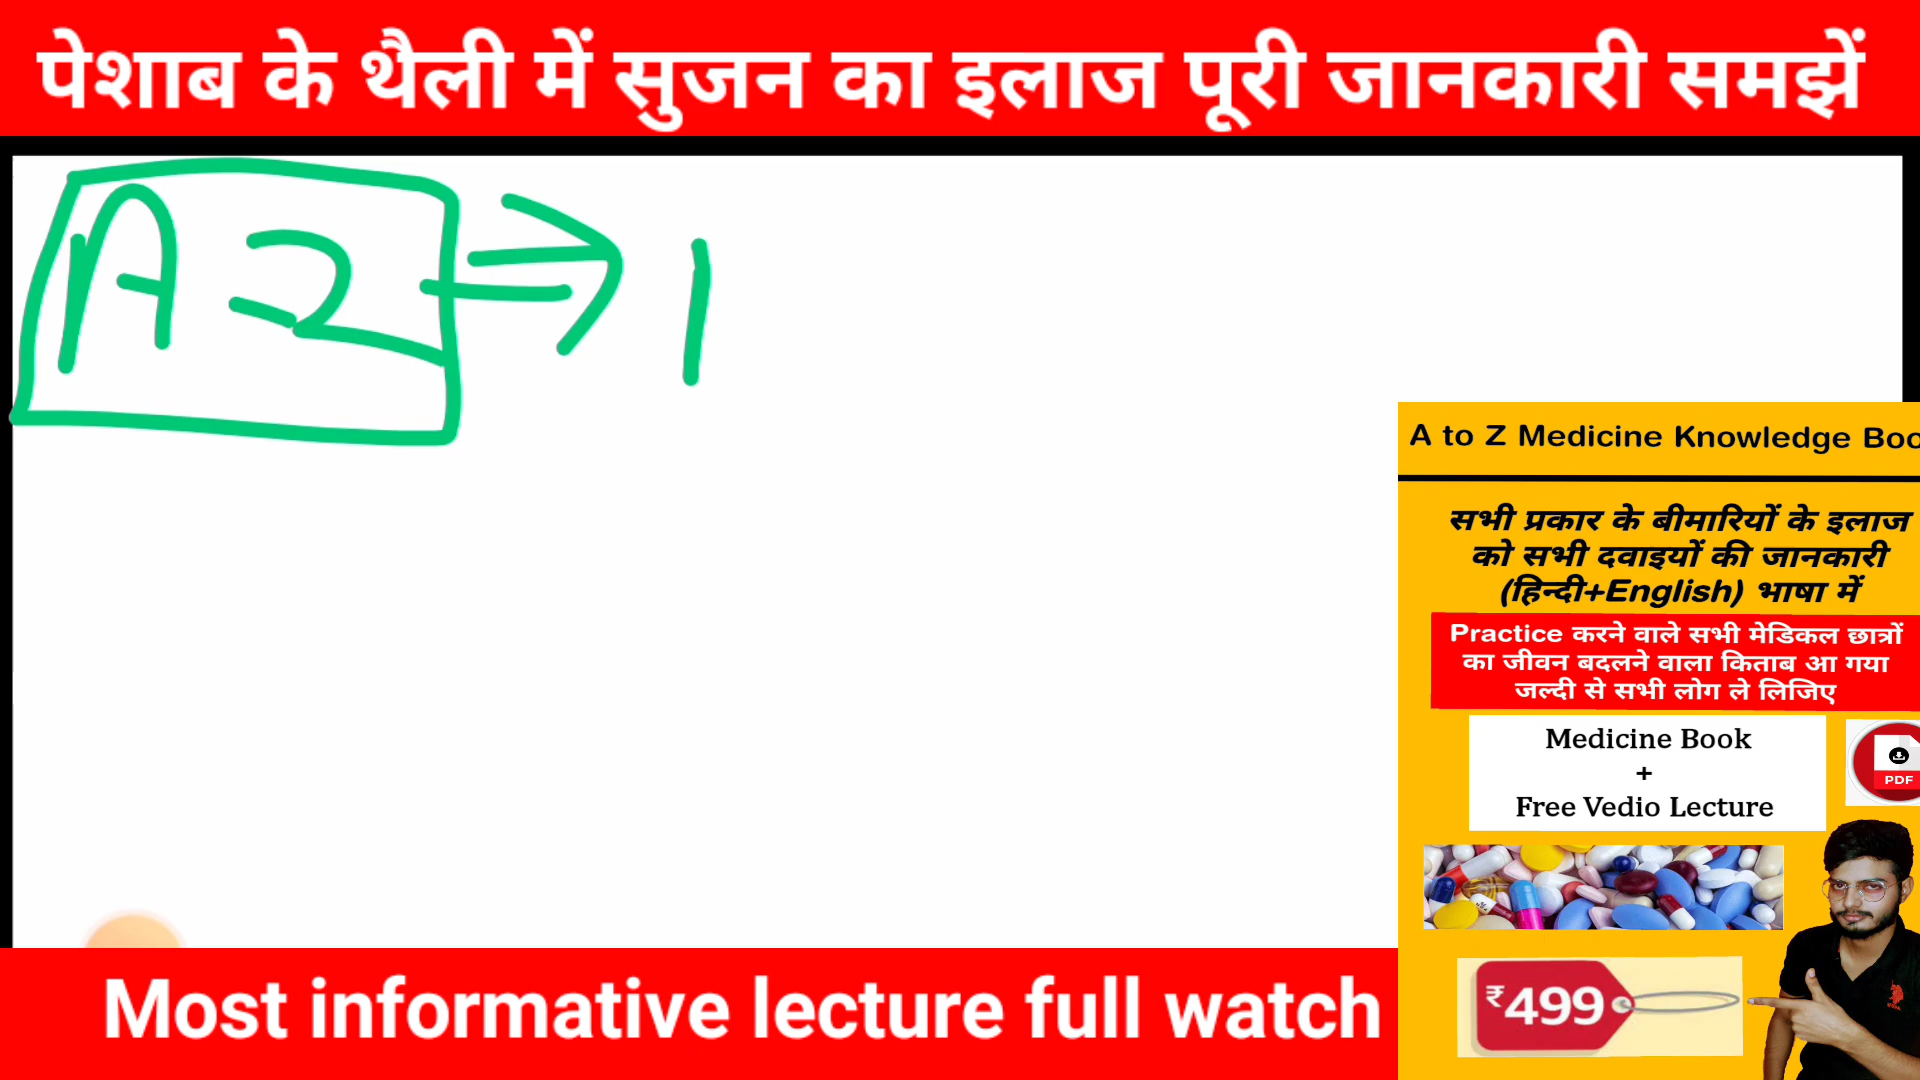 पेशाब के थैली में सुजन का इलाज पूरी जानकारी समझें
A 2 → 1
A to Z Medicine Knowledge Boo
सभी प्रकार के बीमारियों के इलाज
को सभी दवाइयों की जानकारी
(हिन्दी+English) भाषा में
Practice करने वाले सभी मेडिकल छात्रों
का जीवन बदलने वाला किताब आ गया
जल्दी से सभी लोग ले लिजिए
Medicine Book
+
Free Vedio Lecture
PDF
₹499
Most informative lecture full watch